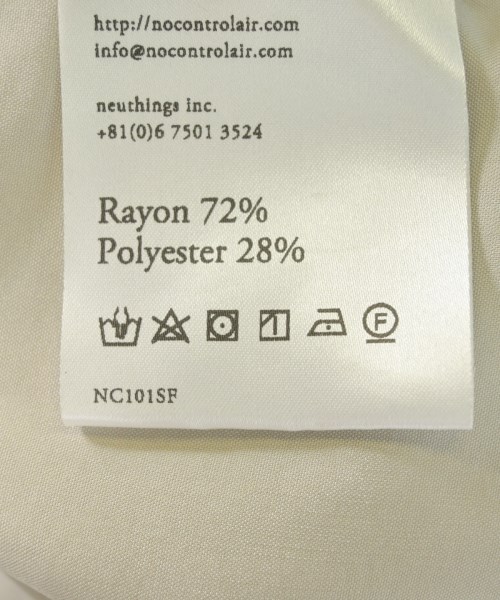 http://nocontrolair.com
info@nocontrolair.com
neuthings inc.
+81(0)6 7501 3524
Rayon 72%
Polyester 28%
F
NC101SF